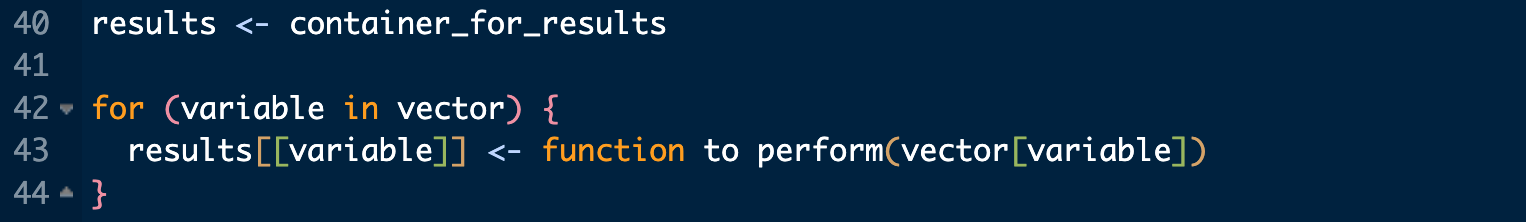 40 results <- container_for_results
41
42 for (variable in vector) {
43   results[[variable]] <- function to perform(vector[variable])
44 }